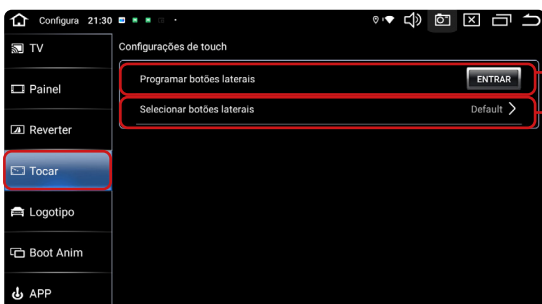 Configura 21:30
TV
Configurações de touch
Programar botões laterais ENTRAR
Painel
Selecionar botões laterais Default
Reverter
Tocar
Logotipo
Boot Anim
APP